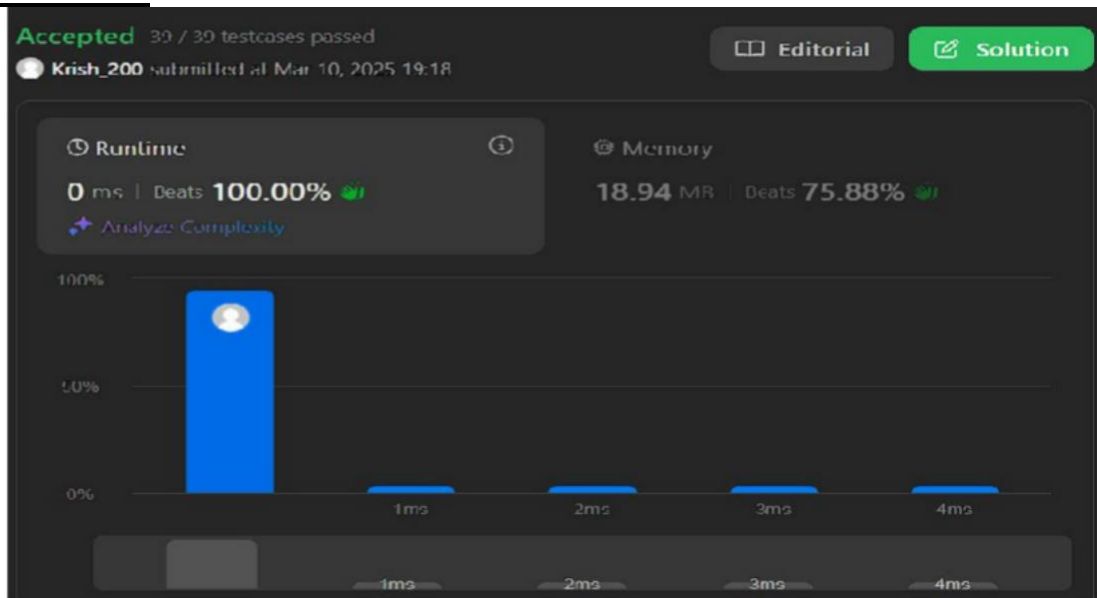 Accepted 39 / 39 testcases passed
Krish_200 submitted at Mar 10, 2025 19:18
Editorial
Solution
Runtime
0 ms | Beats 100.00%
Analyze Complexity
Memory
18.94 MB | Beats 75.88%
100%
50%
0%
1ms 2ms 3ms 4ms
1ms 2ms 3ms 4ms